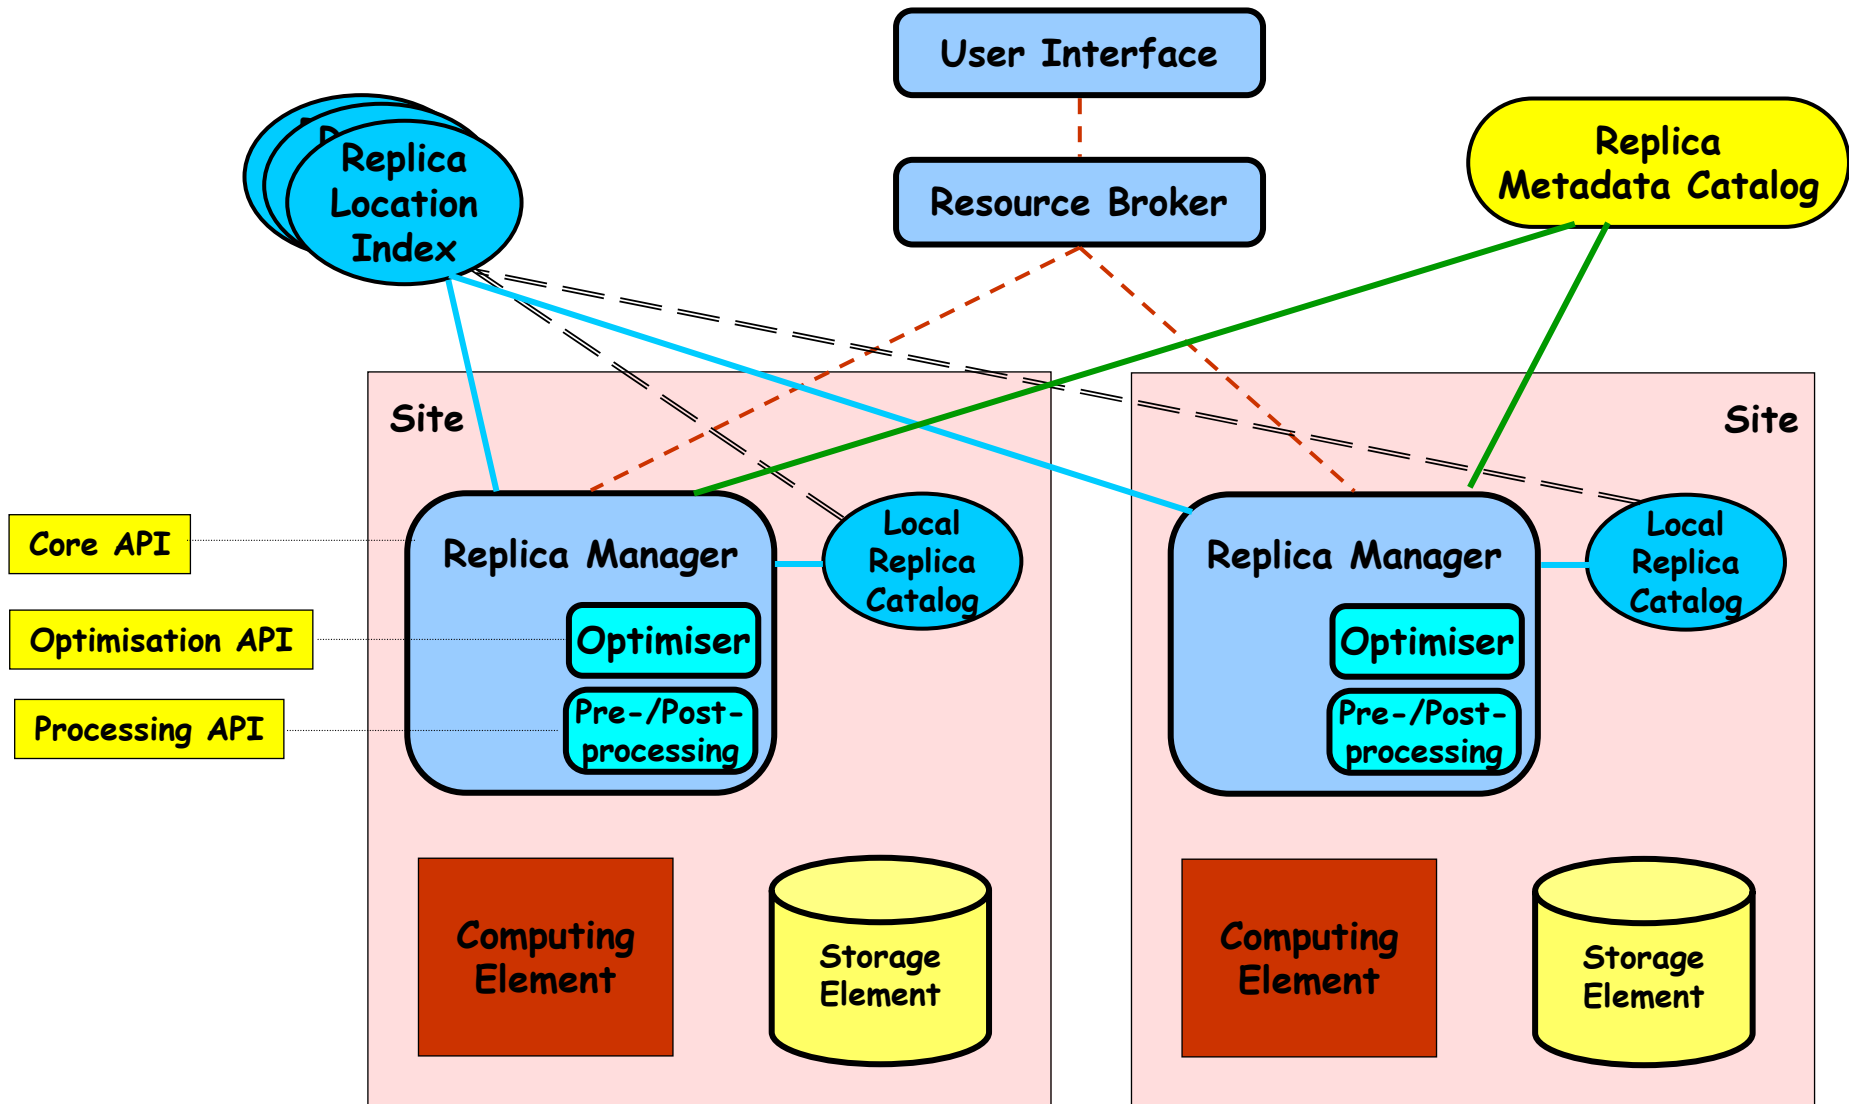 User Interface
Replica
Location
Index
Resource Broker
Replica
Metadata Catalog
Site
Site
Core API
Optimisation API
Processing API
Replica Manager
Optimiser
Pre-/Post-
processing
Local
Replica
Catalog
Replica Manager
Optimiser
Pre-/Post-
processing
Local
Replica
Catalog
Computing
Element
Storage
Element
Computing
Element
Storage
Element